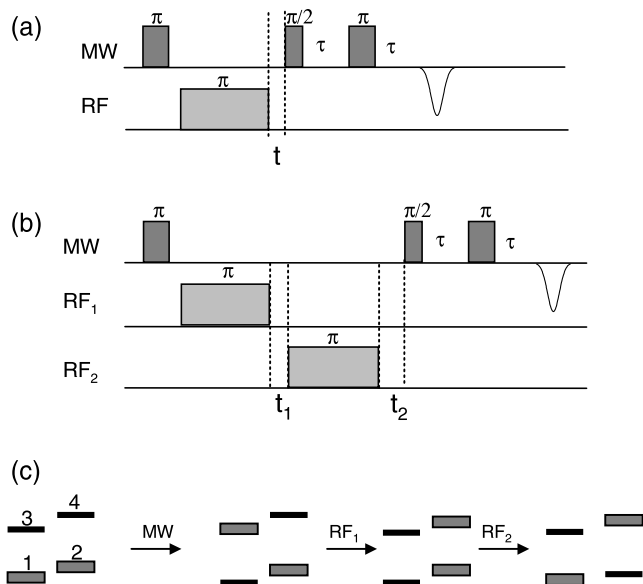 (a)
π π/2 π
MW τ τ
π
RF
t
(b)
π π/2 π
MW τ τ
π
RF₁
π
RF₂
t₁ t₂
(c)
3 4 MW RF₁ RF₂
1 2